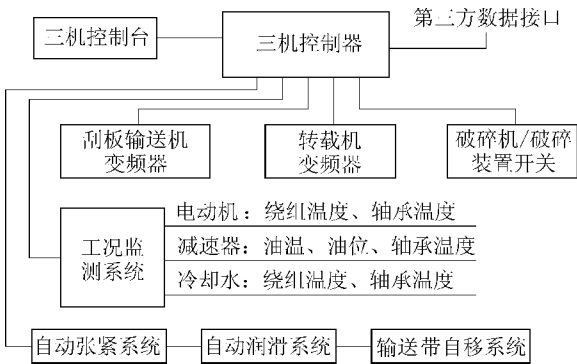 三机控制台
三机控制器
第三方数据接口
刮板输送机
变频器
转载机
变频器
破碎机/破碎
装置开关
工况监
测系统
电动机：绕组温度、轴承温度
减速器：油温、油位、轴承温度
冷却水：绕组温度、轴承温度
自动张紧系统
自动润滑系统
输送带自移系统